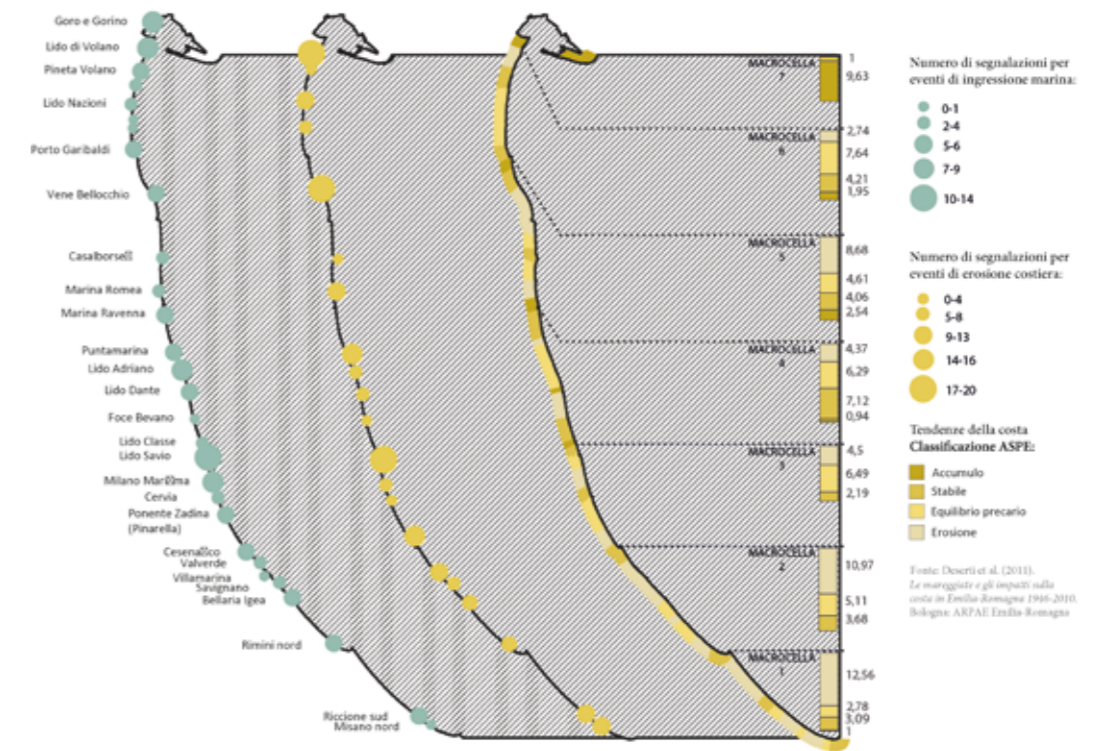 Goro e Gorino
Lido di Volano
Pineta Volano
Lido Nazioni
Porto Garibaldi
Vene Bellocchio
Casalborse
Marina Romea
Marina Ravenna
Puntamarina
Lido Adriano
Lido Dante
Foce Bevano
Lido Classe
Lido Savio
Milano Mar ma
Cervia
Ponente Zadina
(Pinarella)
Cesena co
Valverde
Villamarina
Savignano
Bellaria Igea
Rimini nord
Riccione sud
Misano nord
MACROCELLA
7
1
9,63
MACROCELLA
6
2,74
7,64
4,21
1,95
MACROCELLA
5
8,68
4,61
4,06
2,54
MACROCELLA
4
4,37
6,29
7,12
0,94
MACROCELLA
3
4,5
6,49
2,19
MACROCELLA
2
10,97
5,11
3,68
MACROCELLA
1
12,56
2,78
3,09
1
Numero di segnalazioni per
eventi di ingressione marina:
0-1
2-4
5-6
7-9
10-14
Numero di segnalazioni per
eventi di erosione costiera:
0-4
5-8
9-13
14-16
17-20
Tendenze della costa
Classificazione ASPE:
Accumulo
Stabile
Equilibrio precario
Erosione
Fonte: Deserti et al. (2011).
Le mareggiate e gli impatti sulla
costa in Emilia-Romagna 1946-2010.
Bologna: ARPAE Emilia-Romagna